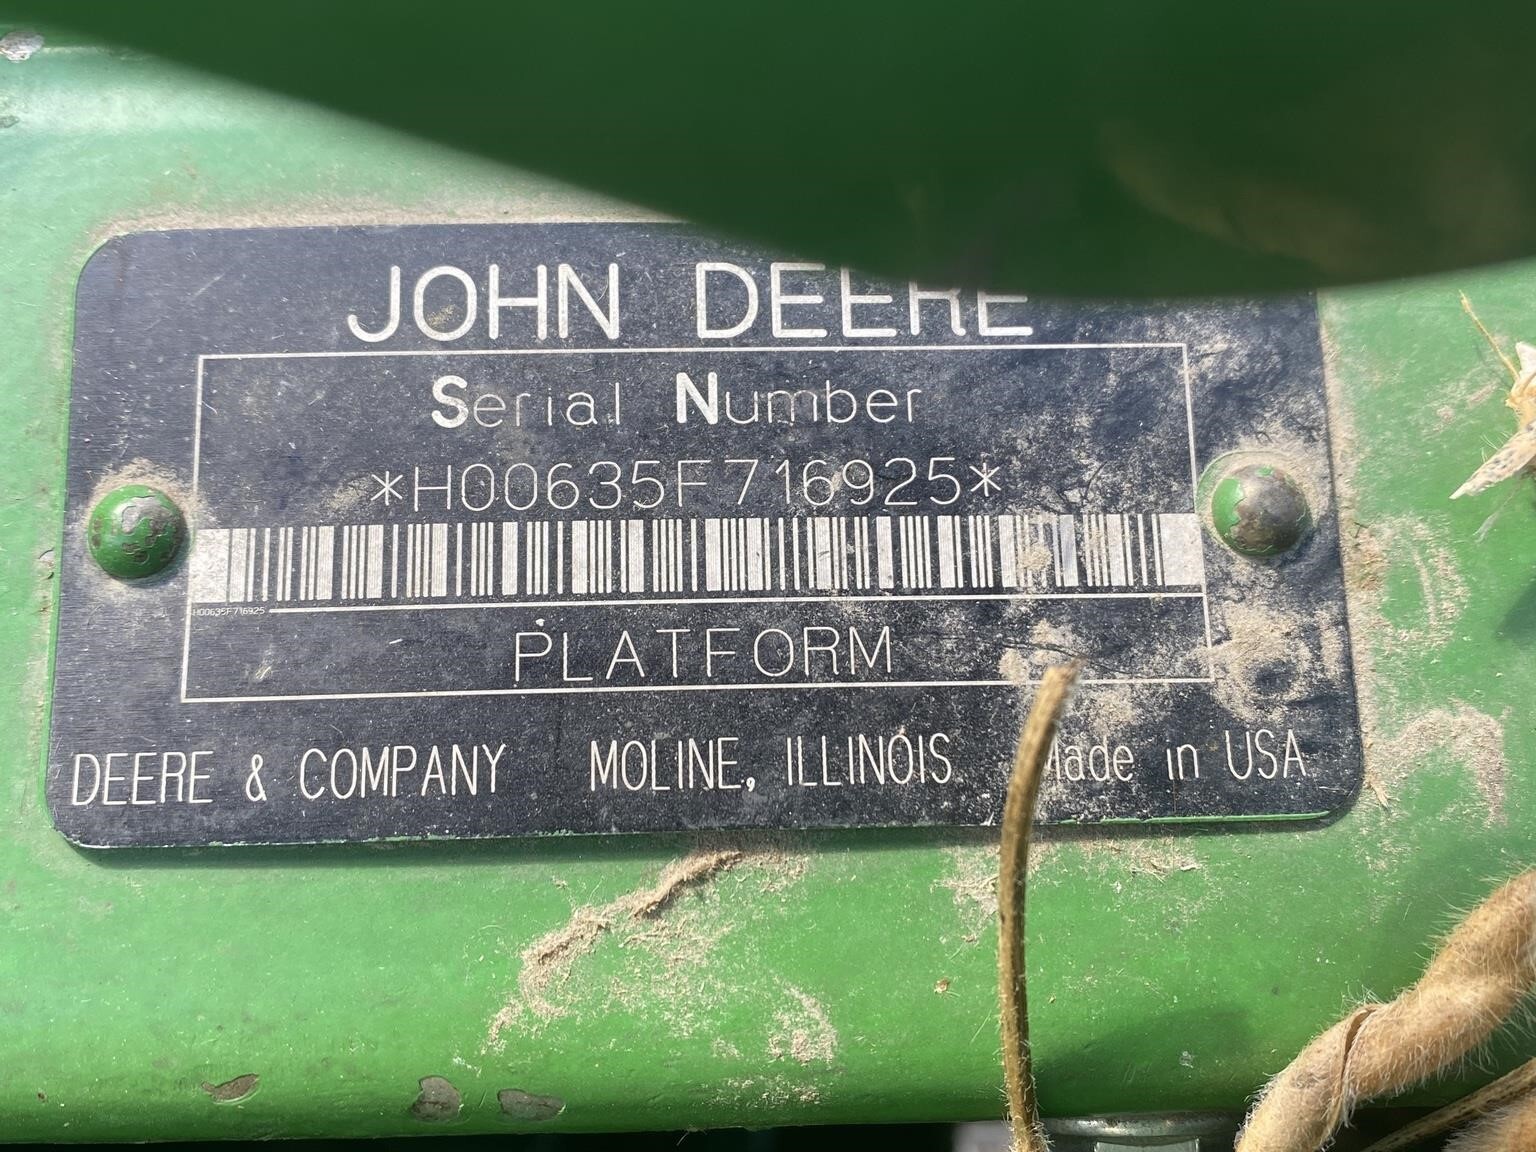 JOHN DEERE
Serial Number
*H00635F716925*
H00635F716925
PLATFORM
DEERE & COMPANY MOLINE, ILLINOIS Made in USA